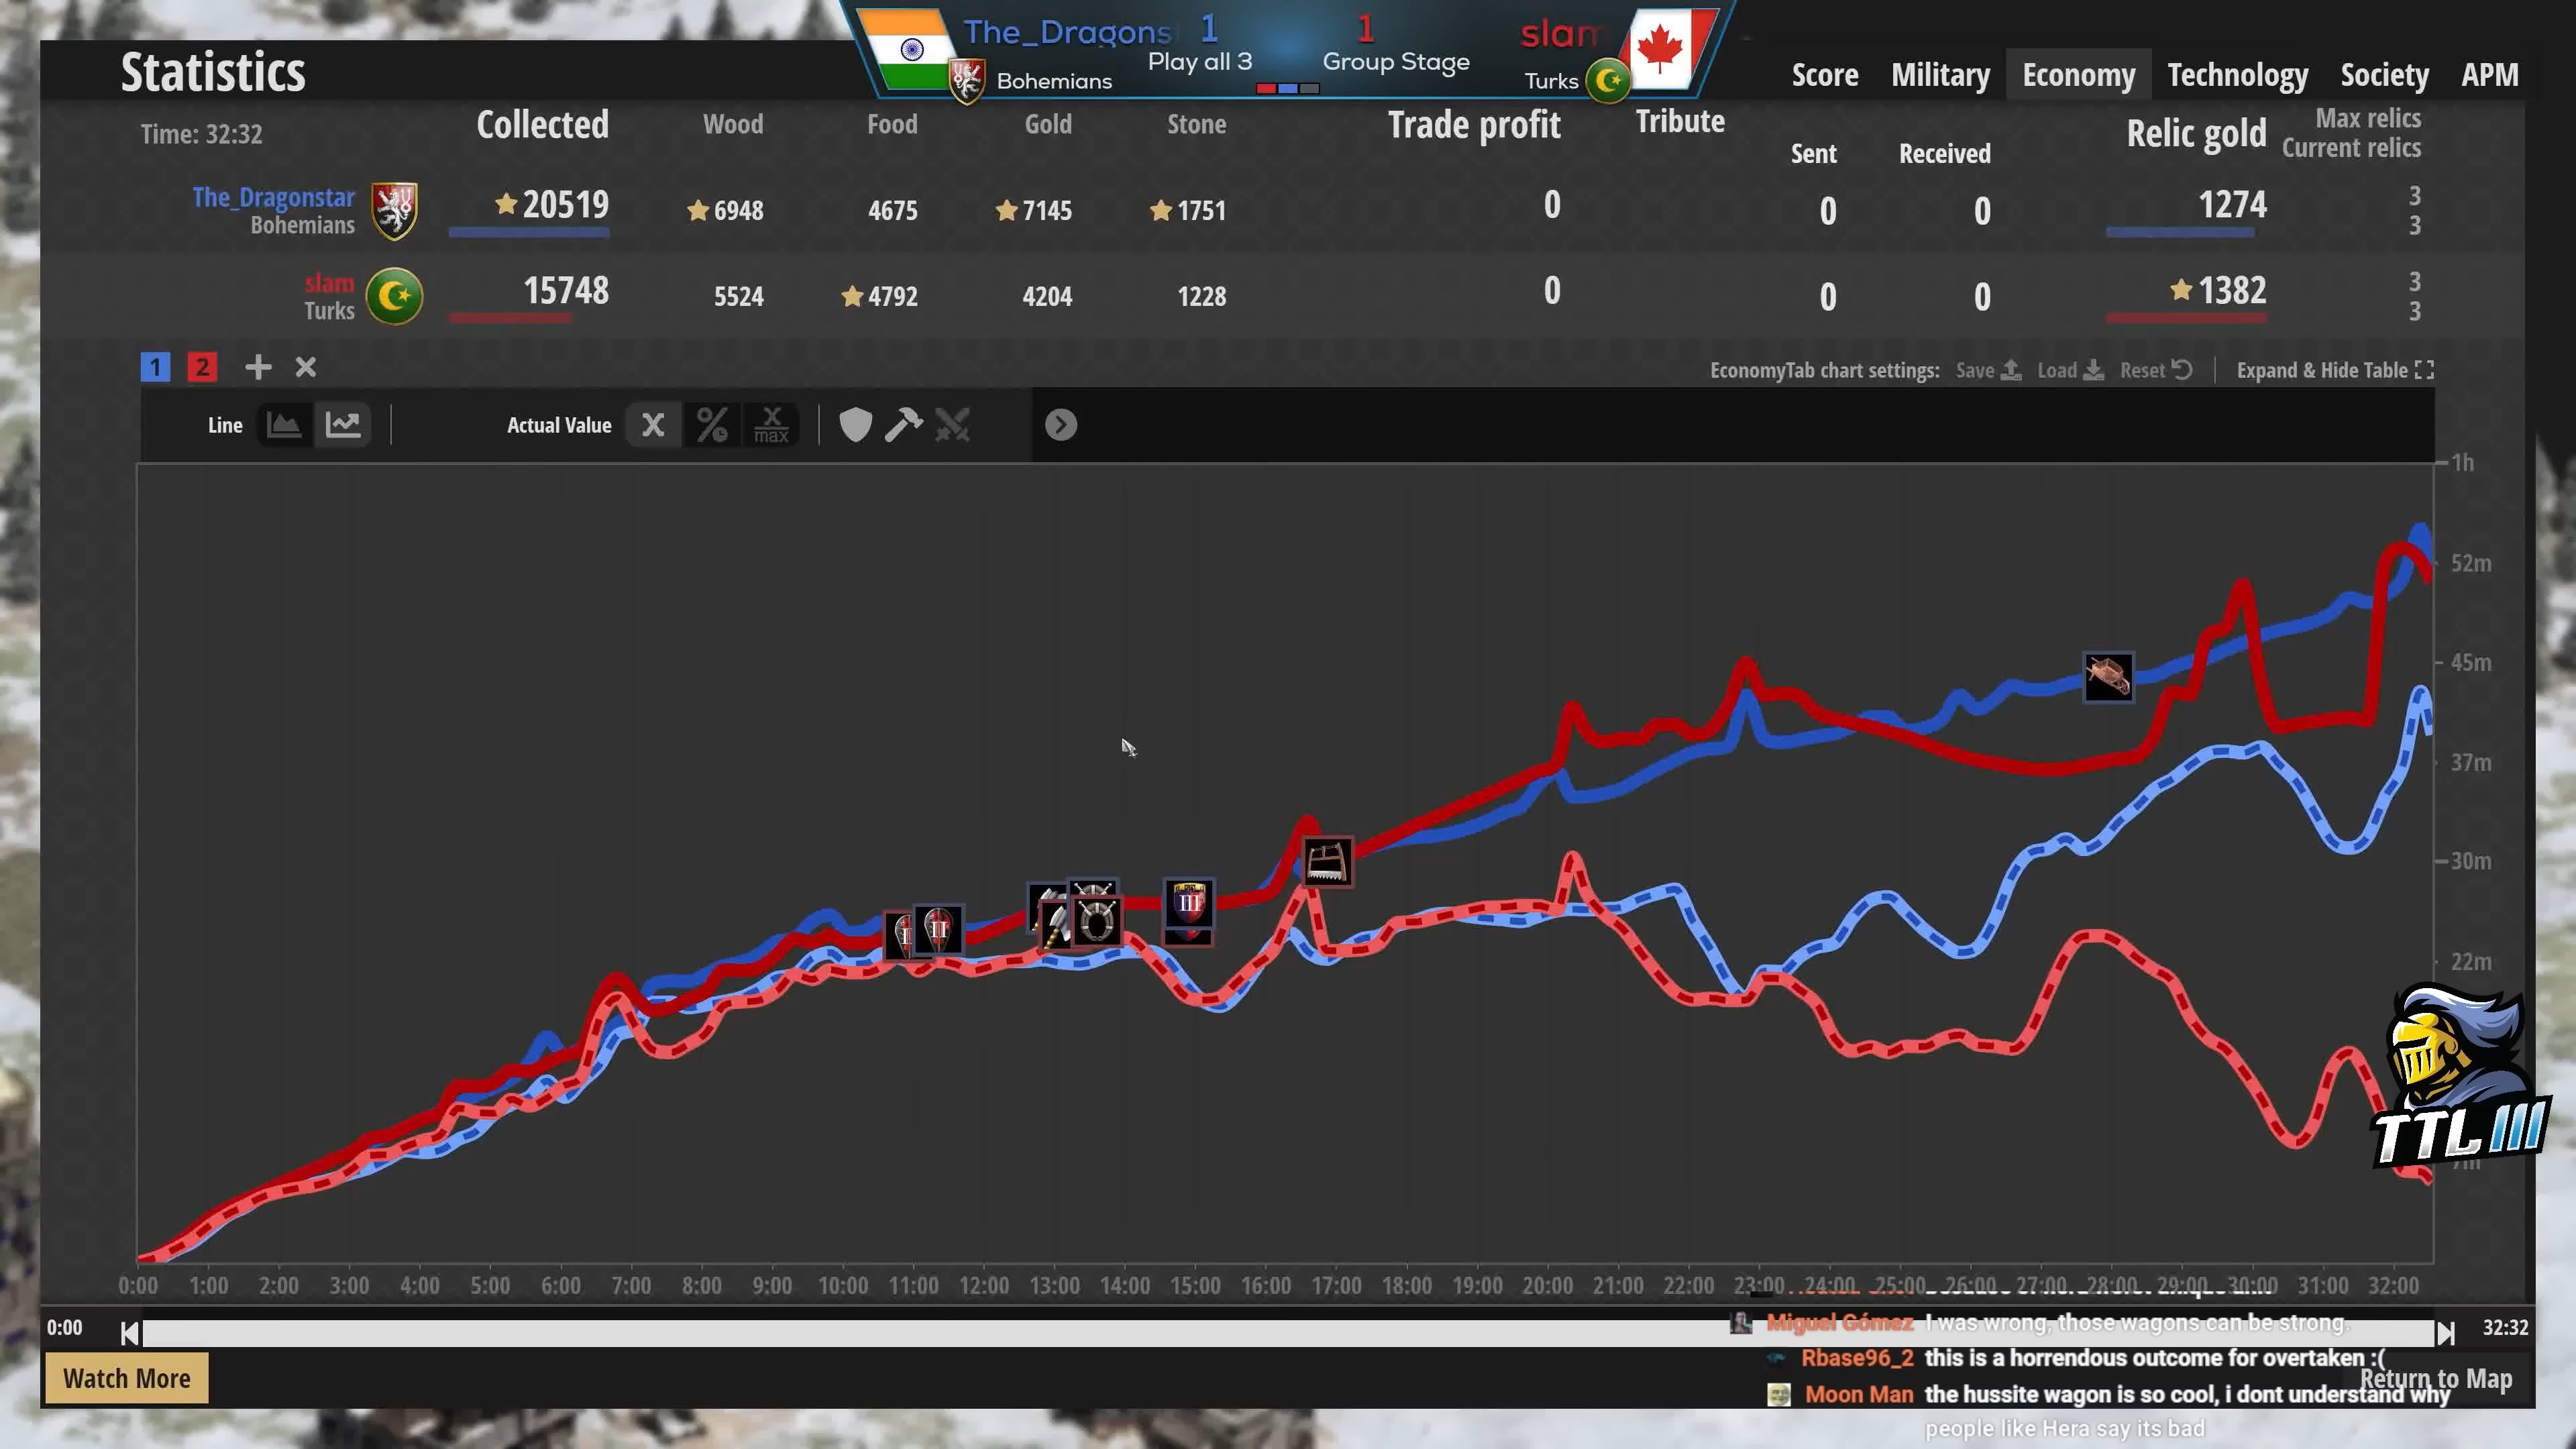 The_Dragons 1 1 slam
Play all 3 Group Stage
Bohemians Turks
Statistics
Score Military Economy Technology Society APM
Time: 32:32 Collected Wood Food Gold Stone Trade profit Tribute Sent Received Relic gold Max relics
Current relics
The_Dragonstar 20519 6948 4675 7145 1751 0 0 0 1274 3
Bohemians 3
slam 15748 5524 4792 4204 1228 0 0 0 1382 3
Turks 3
1 2 EconomyTab chart settings: Save Load Reset Expand & Hide Table
Line Actual Value X % X
max
1h
52m
45m
37m
30m
22m
II III
TTL III
7m
0:00 1:00 2:00 3:00 4:00 5:00 6:00 7:00 8:00 9:00 10:00 11:00 12:00 13:00 14:00 15:00 16:00 17:00 18:00 19:00 20:00 21:00 22:00 23:00 24:00 25:00 26:00 27:00 28:00 29:00 30:00 31:00 32:00
0:00 32:32
Miguel Gómez I was wrong, those wagons can be strong.
Rbase96_2 this is a horrendous outcome for overtaken :(
Watch More Return to Map
Moon Man the hussite wagon is so cool, i dont understand why
people like Hera say its bad